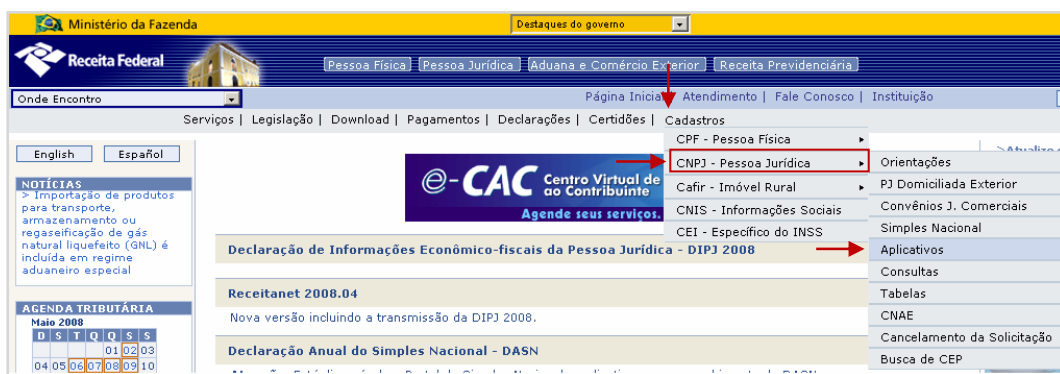 Ministério da Fazenda
Destaques do governo
Receita Federal
Pessoa Física Pessoa Jurídica Aduana e Comércio Exterior Receita Previdenciária
Onde Encontro
Página Inicial Atendimento | Fale Conosco | Instituição
Serviços | Legislação | Download | Pagamentos | Declarações | Certidões | Cadastros
CPF - Pessoa Física
CNPJ - Pessoa Jurídica
Cafir - Imóvel Rural
CNIS - Informações Sociais
CEI - Específico do INSS
Orientações
PJ Domiciliada Exterior
Convênios J. Comerciais
Simples Nacional
Aplicativos
Consultas
Tabelas
CNAE
Cancelamento da Solicitação
Busca de CEP
English Español
NOTÍCIAS
> Importação de produtos
para transporte,
armazenamento ou
regaseificação de gás
natural liquefeito (GNL) é
incluída em regime
aduaneiro especial
AGENDA TRIBUTÁRIA
Maio 2008
D S T Q Q S S
01 02 03
04 05 06 07 08 09 10
e-CAC Centro Virtual de
ao Contribuinte
Agende seus serviços.
Declaração de Informações Econômico-fiscais da Pessoa Jurídica - DIPJ 2008
Receitanet 2008.04
Nova versão incluindo a transmissão da DIPJ 2008.
Declaração Anual do Simples Nacional - DASN